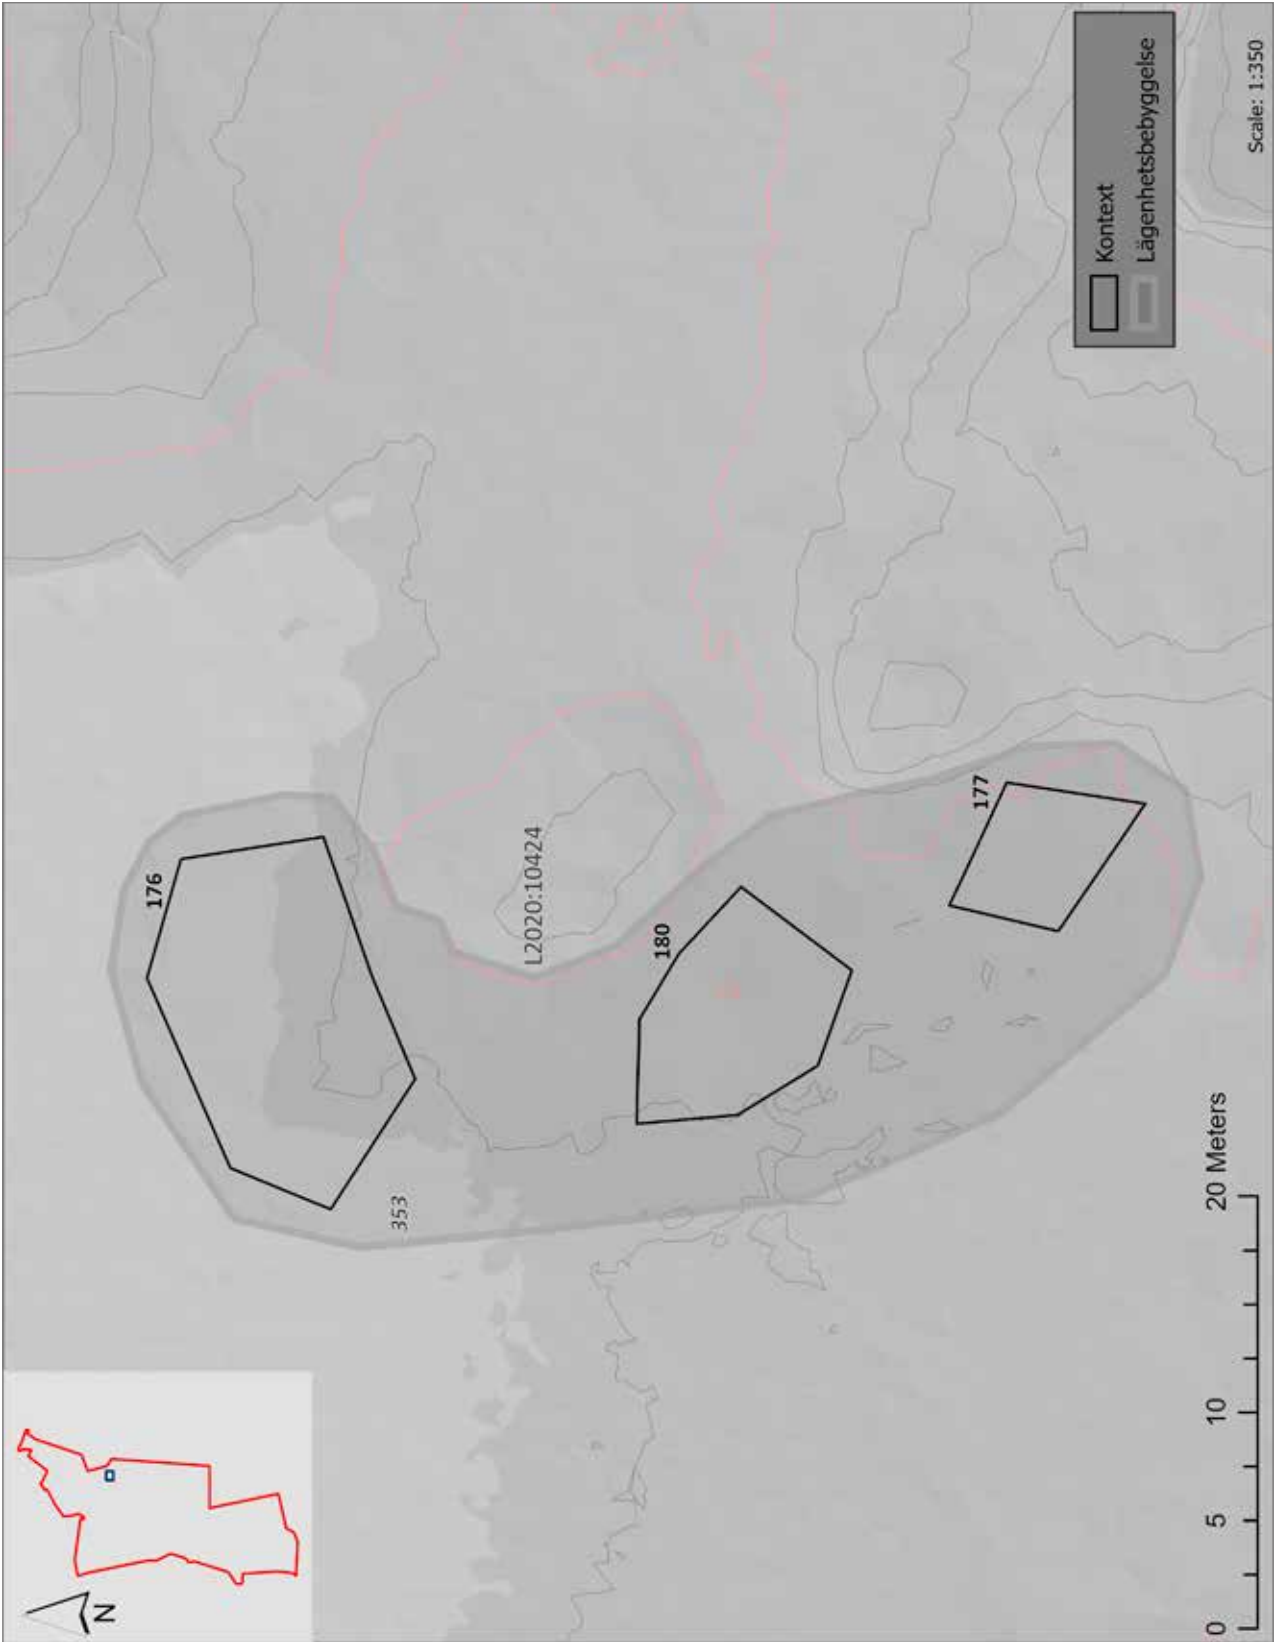 N
176
353
L2020:10424
180
177
Kontext
Lägenhetsbebyggelse
0 5 10 20 Meters
Scale: 1:350